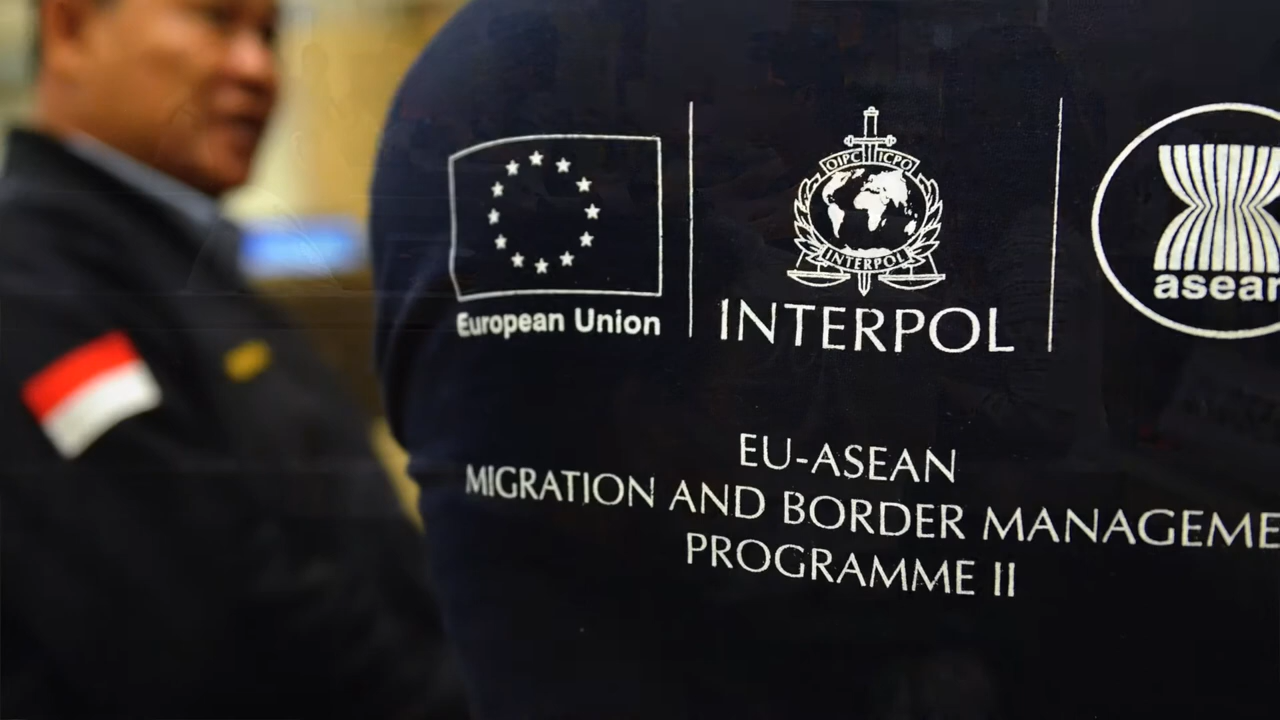 OIPC ICPO
INTERPOL
European Union
INTERPOL
asean
EU-ASEAN
MIGRATION AND BORDER MANAGEME
PROGRAMME II